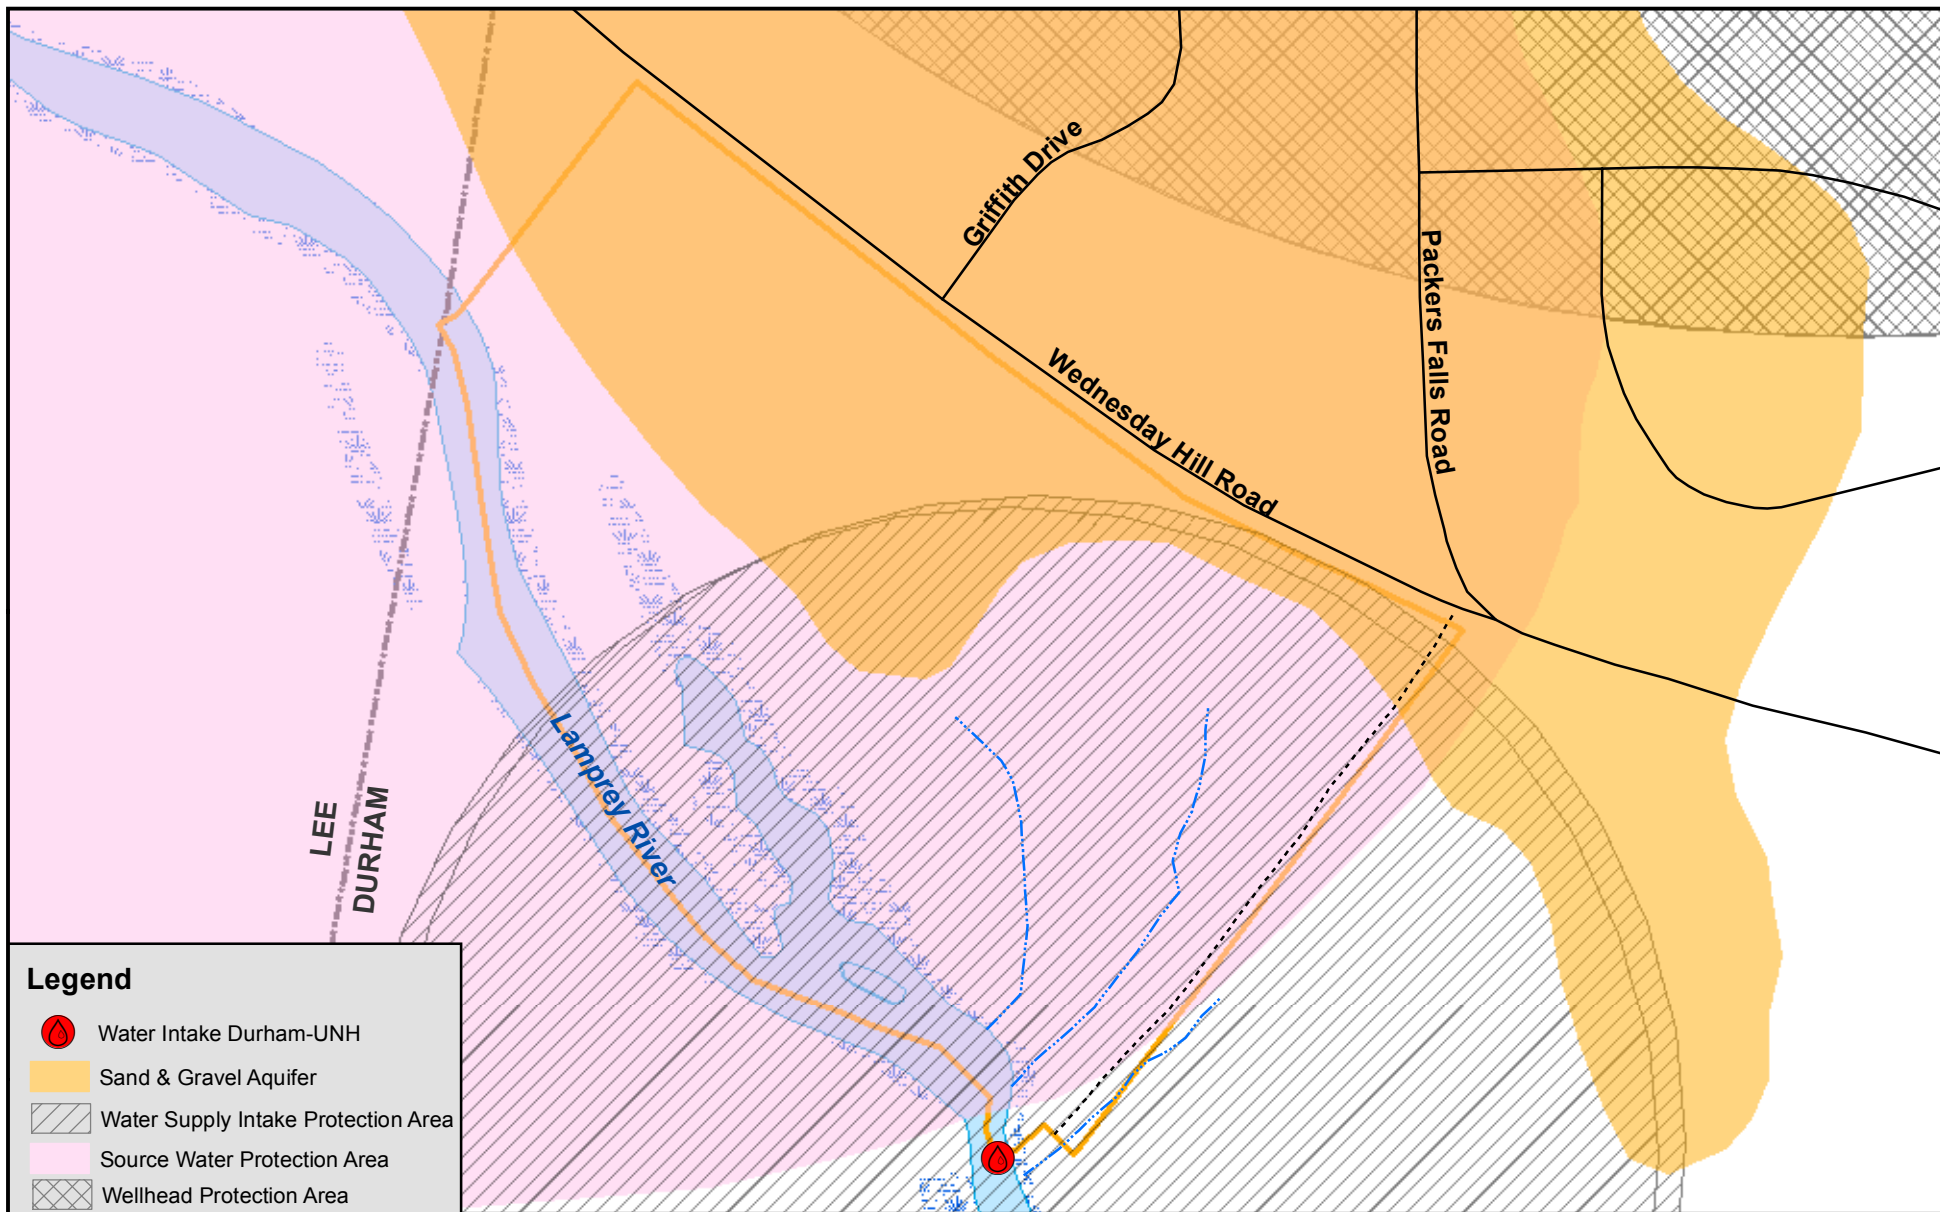 Griffith Drive
Packers Falls Road
Wednesday Hill Road
Lamprey River
LEE
DURHAM
Legend
Water Intake Durham-UNH
Sand & Gravel Aquifer
Water Supply Intake Protection Area
Source Water Protection Area
Wellhead Protection Area